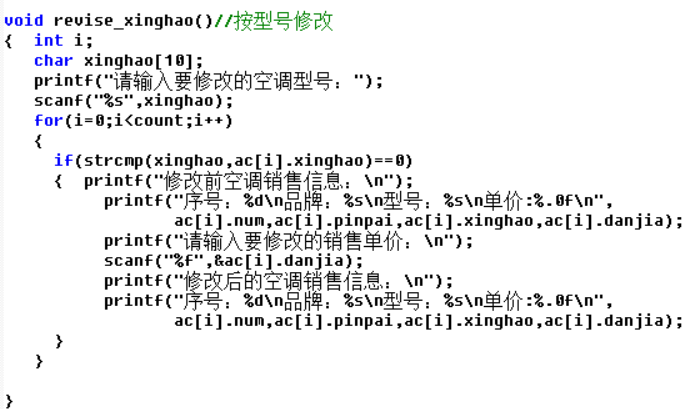 void revise_xinghao()//按型号修改
{  int i;
   char xinghao[10];
   printf("请输入要修改的空调型号：");
   scanf("%s",xinghao);
   for(i=0;i<count;i++)
   {
     if(strcmp(xinghao,ac[i].xinghao)==0)
     {  printf("修改前空调销售信息：\n");
          printf("序号：%d\n品牌：%s\n型号：%s\n单价:%.0f\n",
                 ac[i].num,ac[i].pinpai,ac[i].xinghao,ac[i].danjia);
          printf("请输入要修改的销售单价：\n");
          scanf("%f",&ac[i].danjia);
          printf("修改后的空调销售信息：\n");
          printf("序号：%d\n品牌：%s\n型号：%s\n单价:%.0f\n",
                 ac[i].num,ac[i].pinpai,ac[i].xinghao,ac[i].danjia);
     }
   }
}